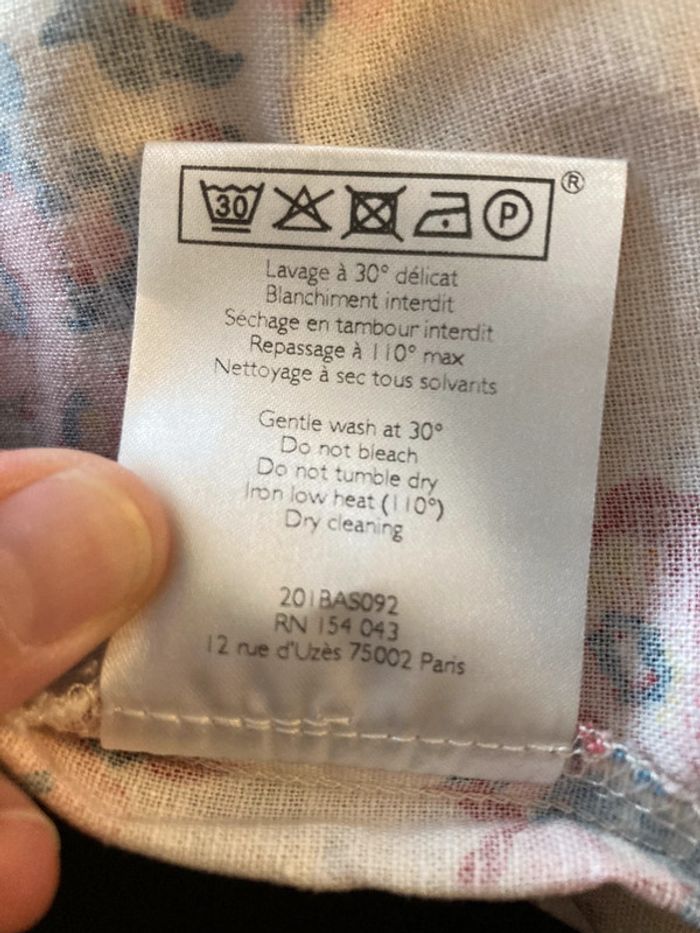 30 P ®
Lavage à 30° délicat
Blanchiment interdit
Séchage en tambour interdit
Repassage à 110° max
Nettoyage à sec tous solvants
Gentle wash at 30°
Do not bleach
Do not tumble dry
Iron low heat (110°)
Dry cleaning
201BAS092
RN 154 043
12 rue d'Uzès 75002 Paris